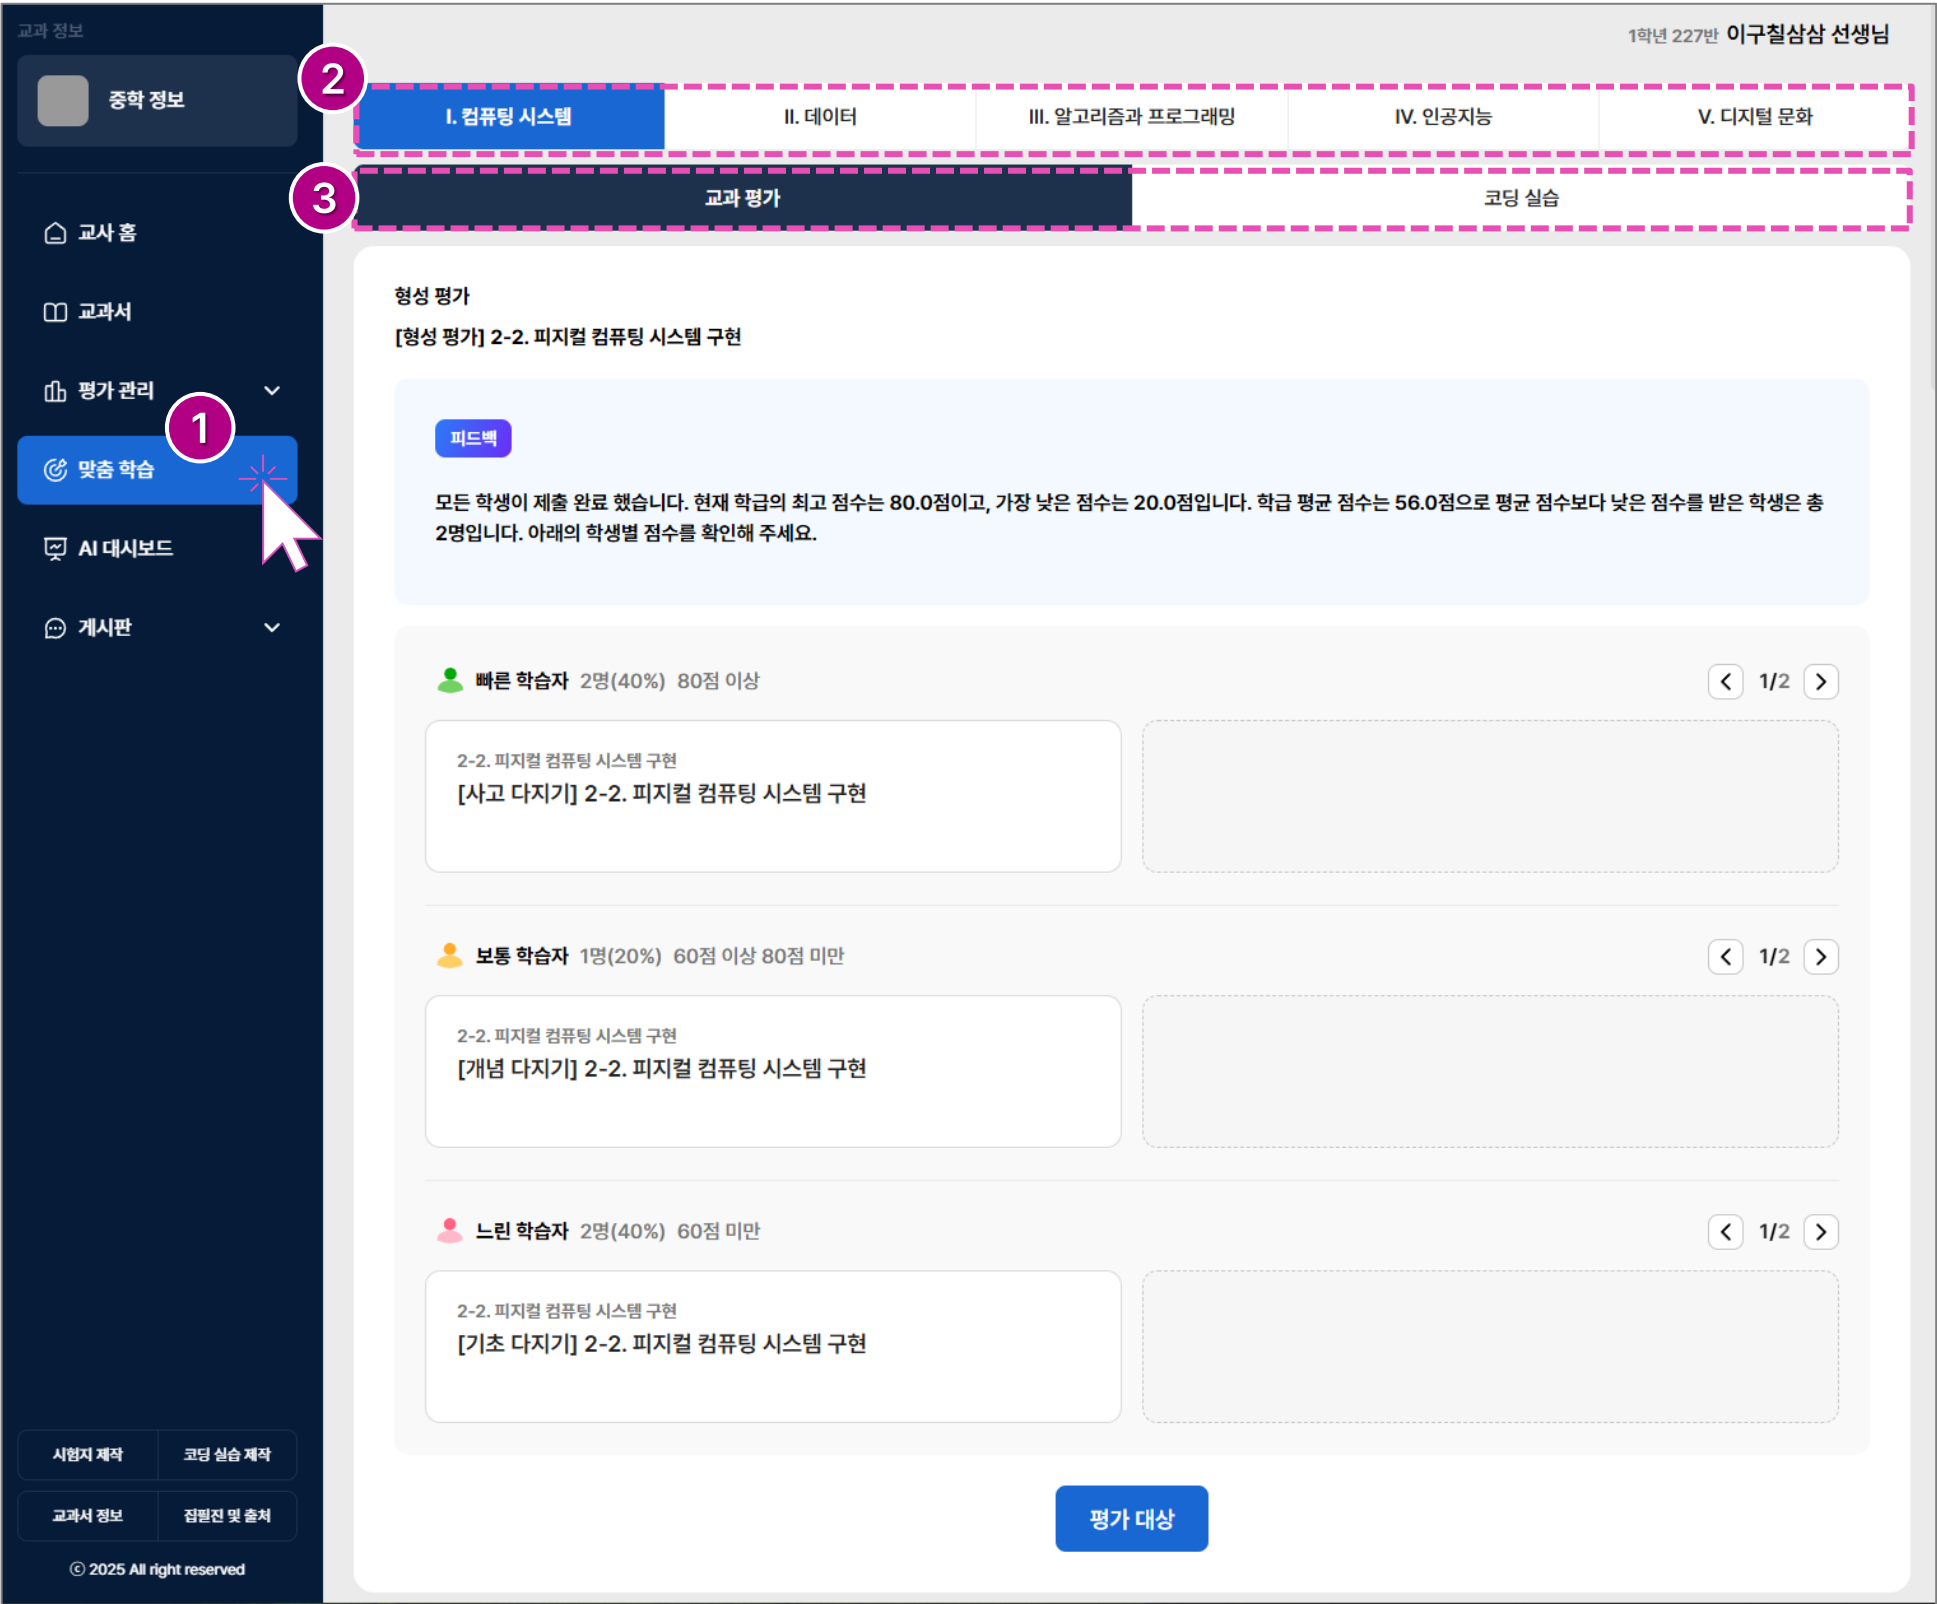 교과 정보
중학 정보
교사 홈
교과서
평가 관리
1
맞춤 학습
AI 대시보드
게시판
시험지 제작
코딩 실습 제작
교과서 정보
집필진 및 출처
ⓒ 2025 All right reserved
1학년 227반 이구칠삼삼 선생님
2
I. 컴퓨팅 시스템
II. 데이터
III. 알고리즘과 프로그래밍
IV. 인공지능
V. 디지털 문화
3
교과 평가
코딩 실습
형성 평가
[형성 평가] 2-2. 피지컬 컴퓨팅 시스템 구현
피드백
모든 학생이 제출 완료 했습니다. 현재 학급의 최고 점수는 80.0점이고, 가장 낮은 점수는 20.0점입니다. 학급 평균 점수는 56.0점으로 평균 점수보다 낮은 점수를 받은 학생은 총
2명입니다. 아래의 학생별 점수를 확인해 주세요.
빠른 학습자 2명(40%) 80점 이상
1/2
2-2. 피지컬 컴퓨팅 시스템 구현
[사고 다지기] 2-2. 피지컬 컴퓨팅 시스템 구현
보통 학습자 1명(20%) 60점 이상 80점 미만
1/2
2-2. 피지컬 컴퓨팅 시스템 구현
[개념 다지기] 2-2. 피지컬 컴퓨팅 시스템 구현
느린 학습자 2명(40%) 60점 미만
1/2
2-2. 피지컬 컴퓨팅 시스템 구현
[기초 다지기] 2-2. 피지컬 컴퓨팅 시스템 구현
평가 대상